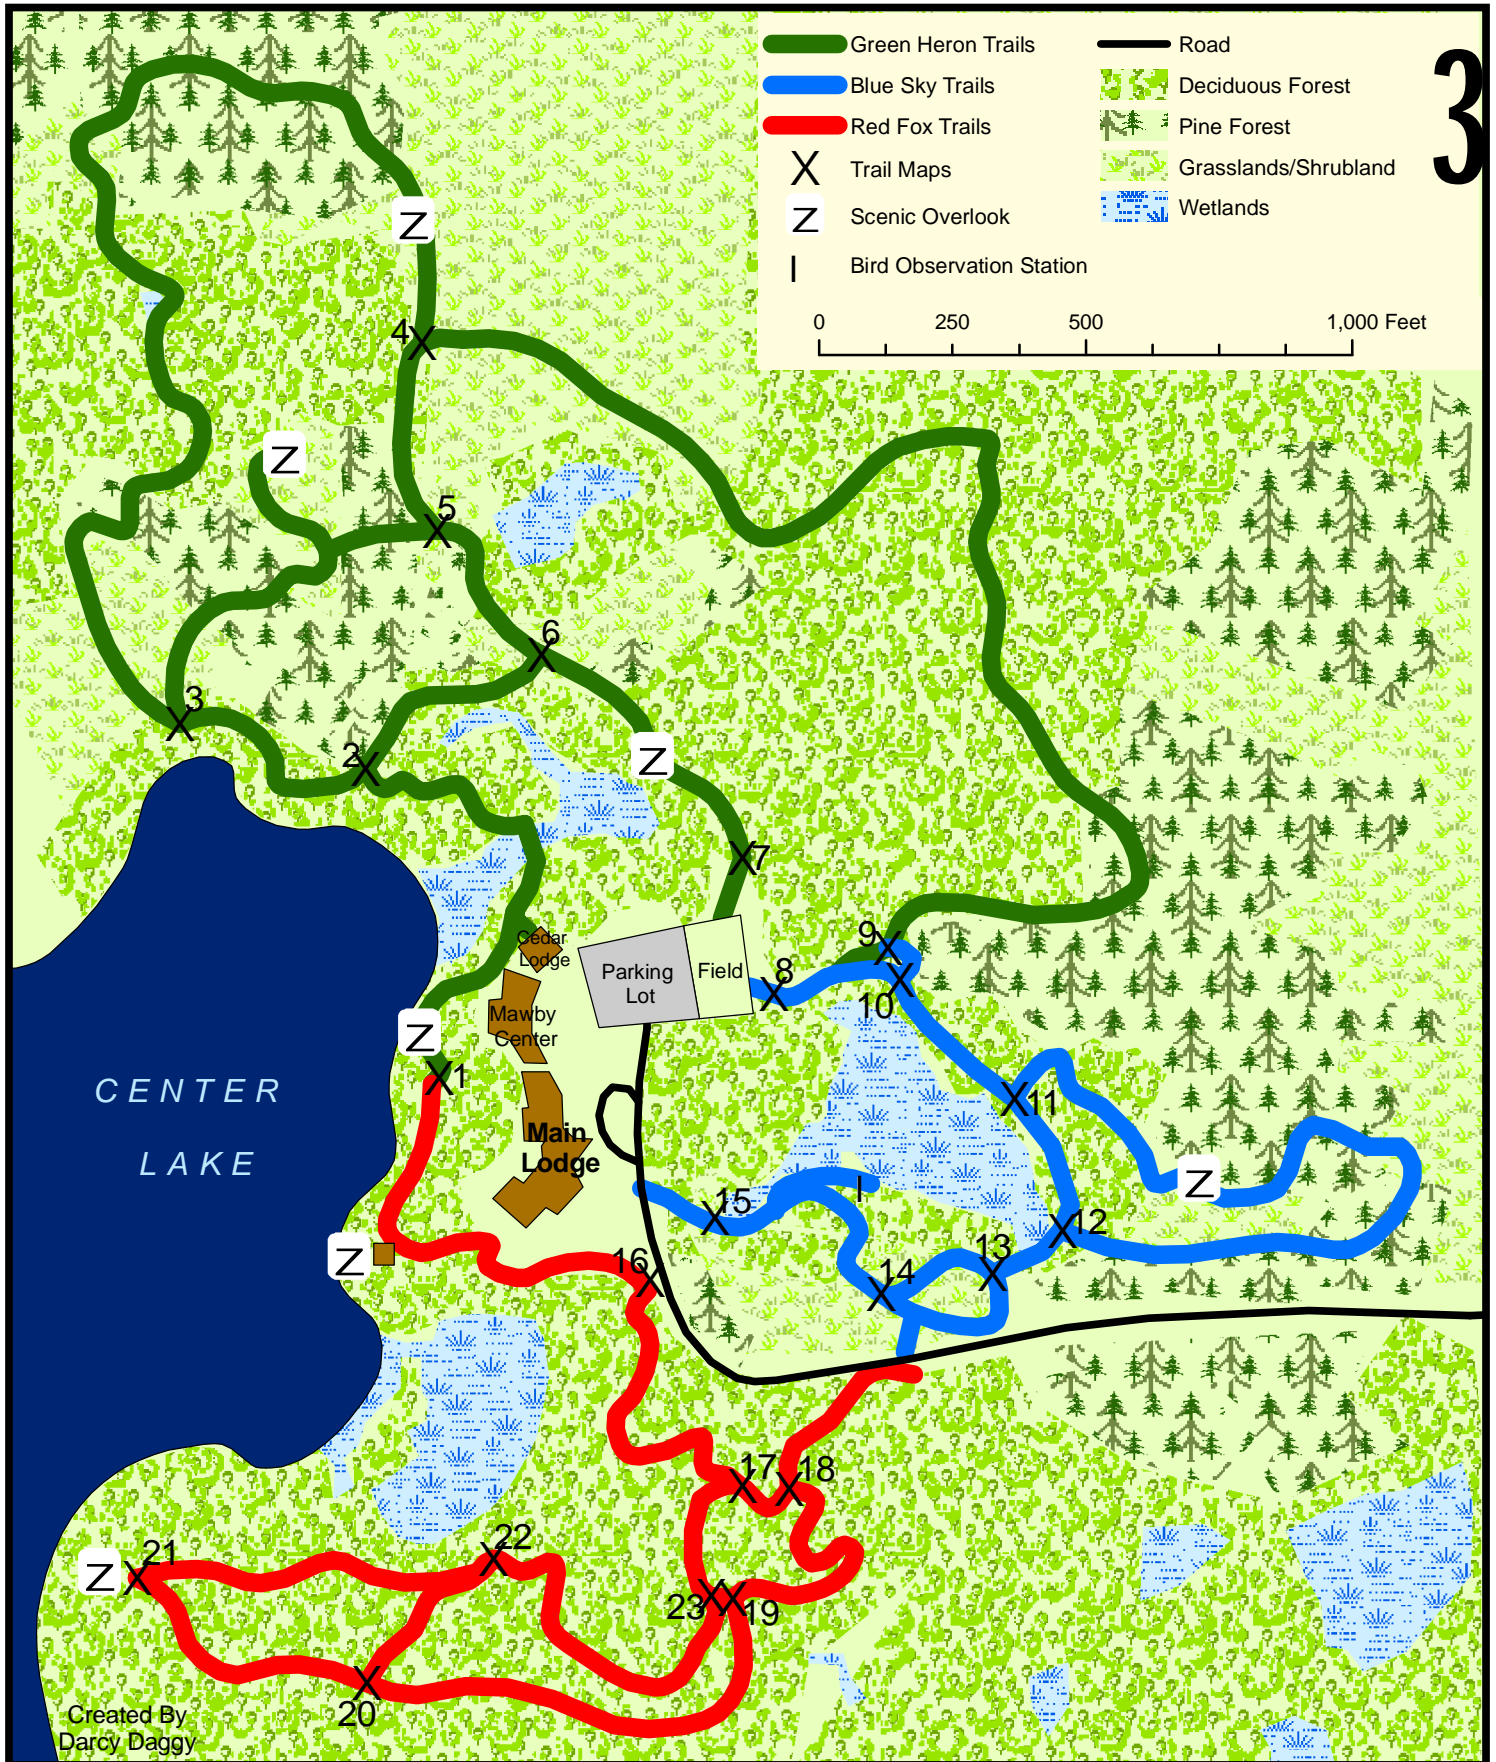 Green Heron Trails
Blue Sky Trails
Red Fox Trails
X Trail Maps
Z Scenic Overlook
I Bird Observation Station
Road
Deciduous Forest
Pine Forest
Grasslands/Shrubland
Wetlands
3
0 250 500 1,000 Feet
Z
4
X
Z
5
X
6
X
3
X
2
X
Z
X
7
Cedar
Lodge
Parking
Lot
Field
8
X
9
X
X
10
Mawby
Center
Z
X
1
X
11
CENTER
LAKE
Main
Lodge
Z
15
X
I
12
X
13
X
14
X
Z
16
X
17
X
18
X
22
X
21
Z
X
23
X
X
19
X
20
Created By
Darcy Daggy